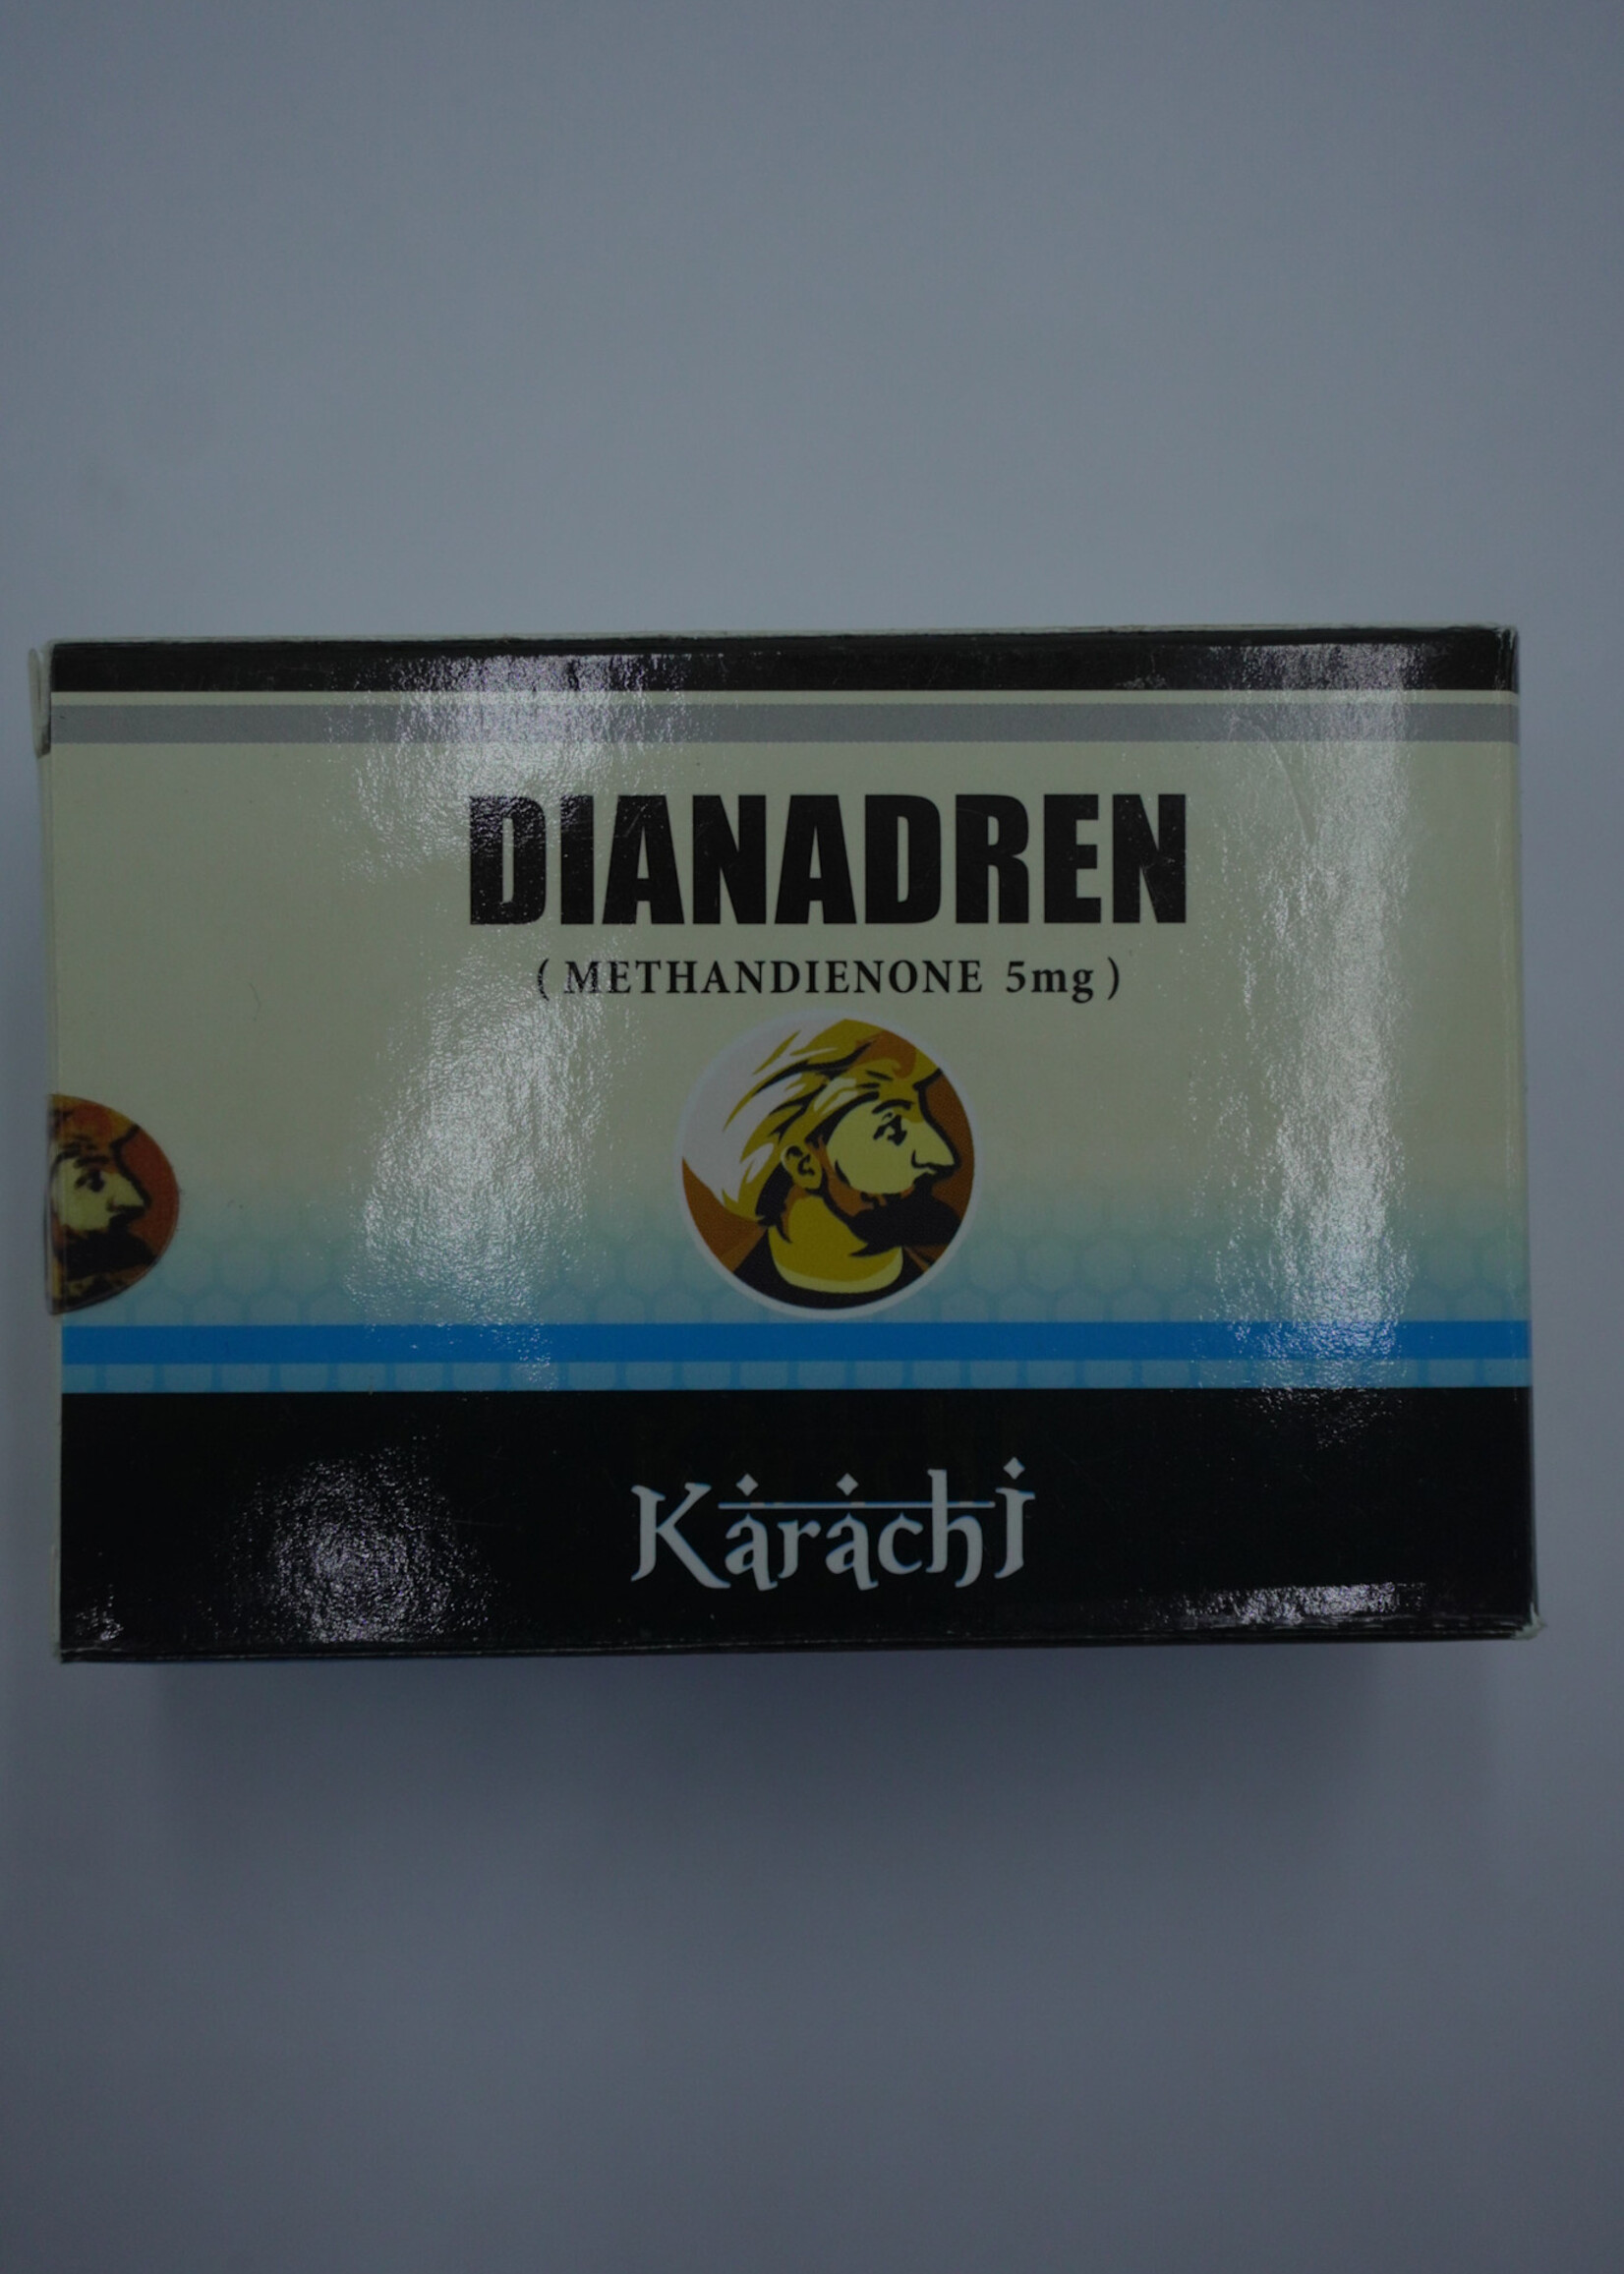 DIANADREN
( METHANDIENONE 5mg )
Karachi